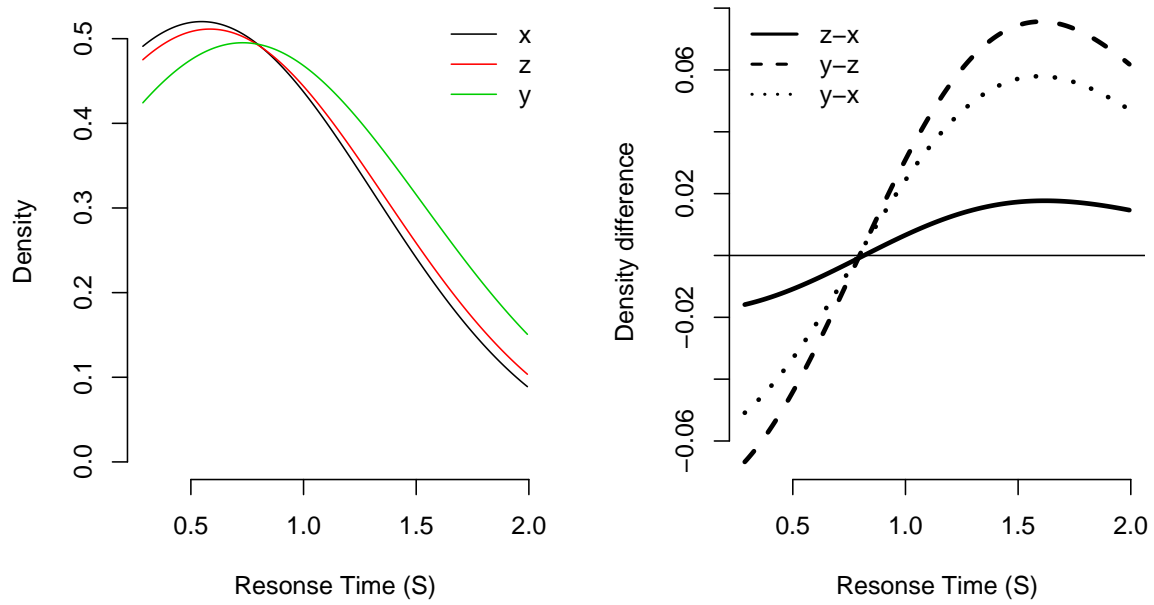 Density
0.5
0.4
0.3
0.2
0.1
0.0
x
z
y
0.5 1.0 1.5 2.0
Resonse Time (S)
Density difference
0.06
0.02
−0.02
−0.06
z−x
y−z
y−x
0.5 1.0 1.5 2.0
Resonse Time (S)